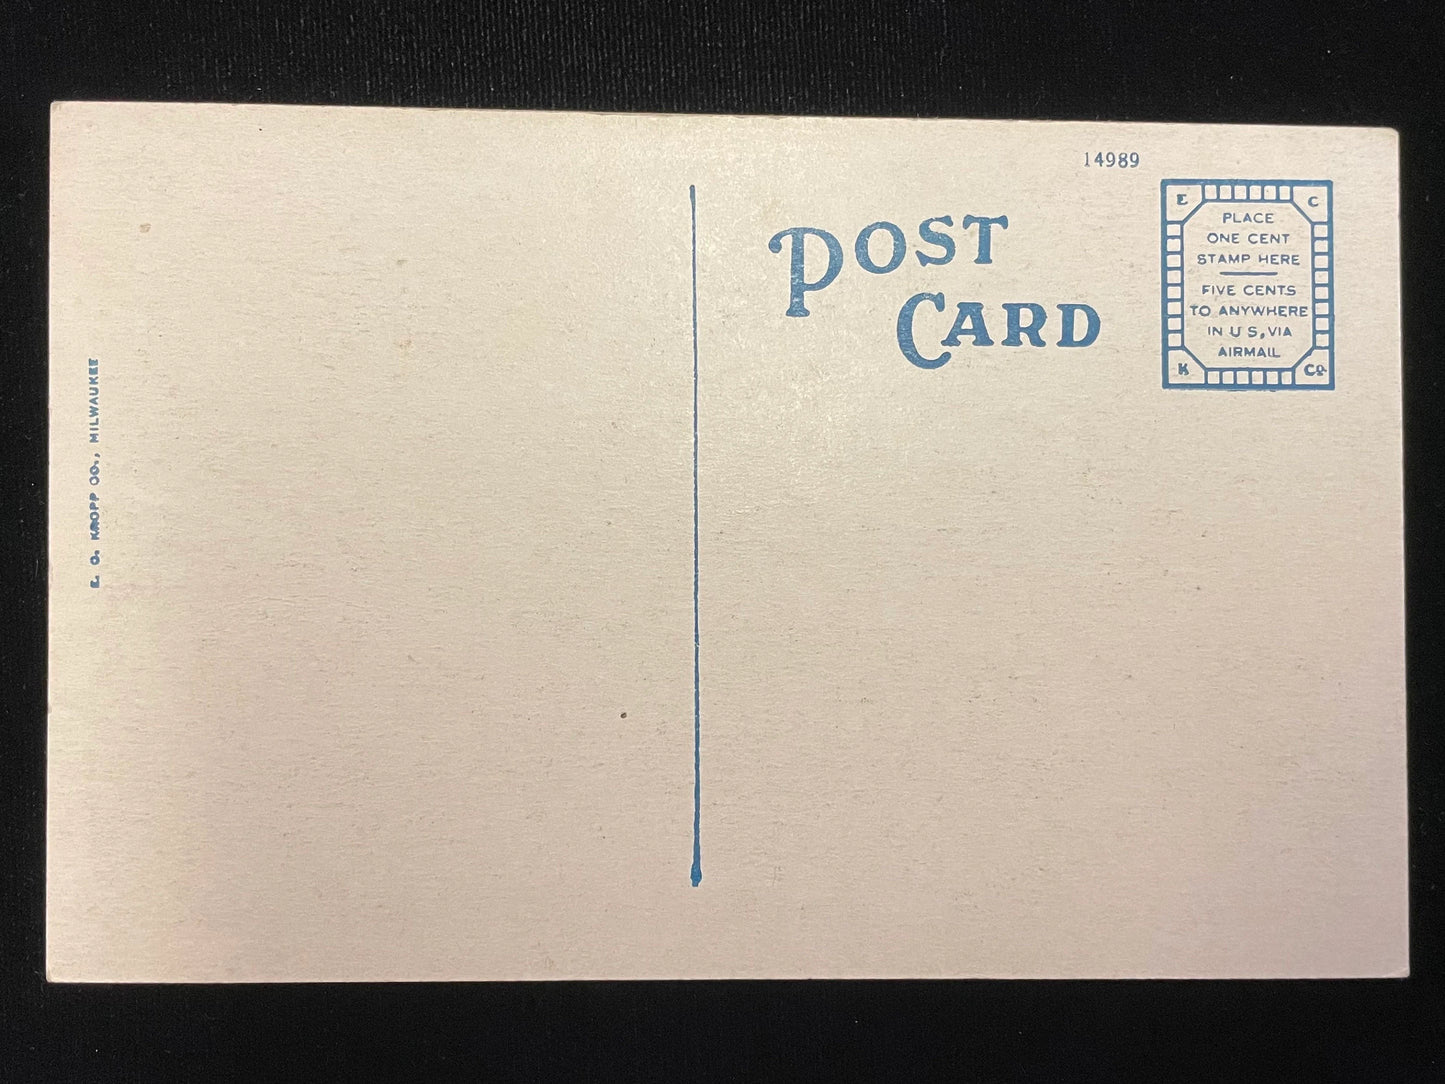 14989
POST
CARD
E C
PLACE
ONE CENT
STAMP HERE
FIVE CENTS
TO ANYWHERE
IN U S, VIA
AIRMAIL
K Co
E. C. KROPP CO., MILWAUKEE